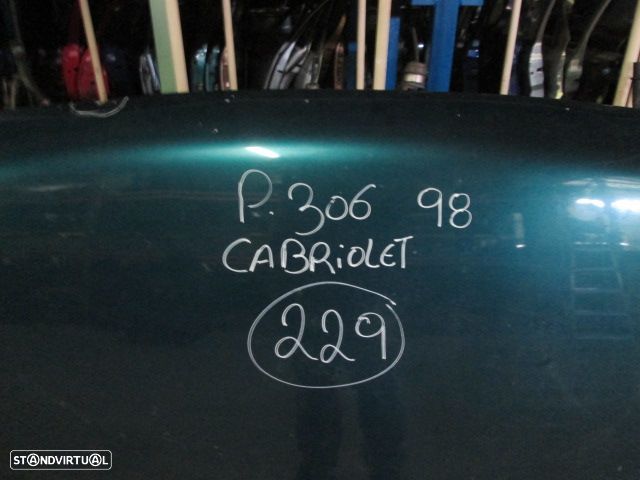 P. 306 98
CABRiOLET
229
STANDVIRTUAL